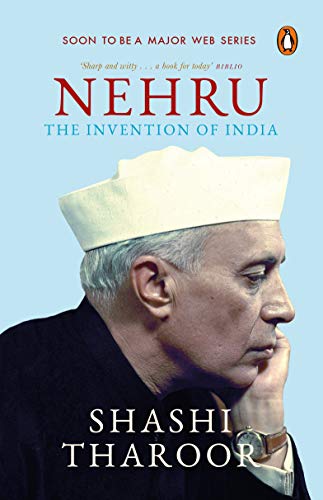 SOON TO BE A MAJOR WEB SERIES
'Sharp and witty . . . a book for today' BIBLIO
NEHRU
THE INVENTION OF INDIA
SHASHI
THAROOR